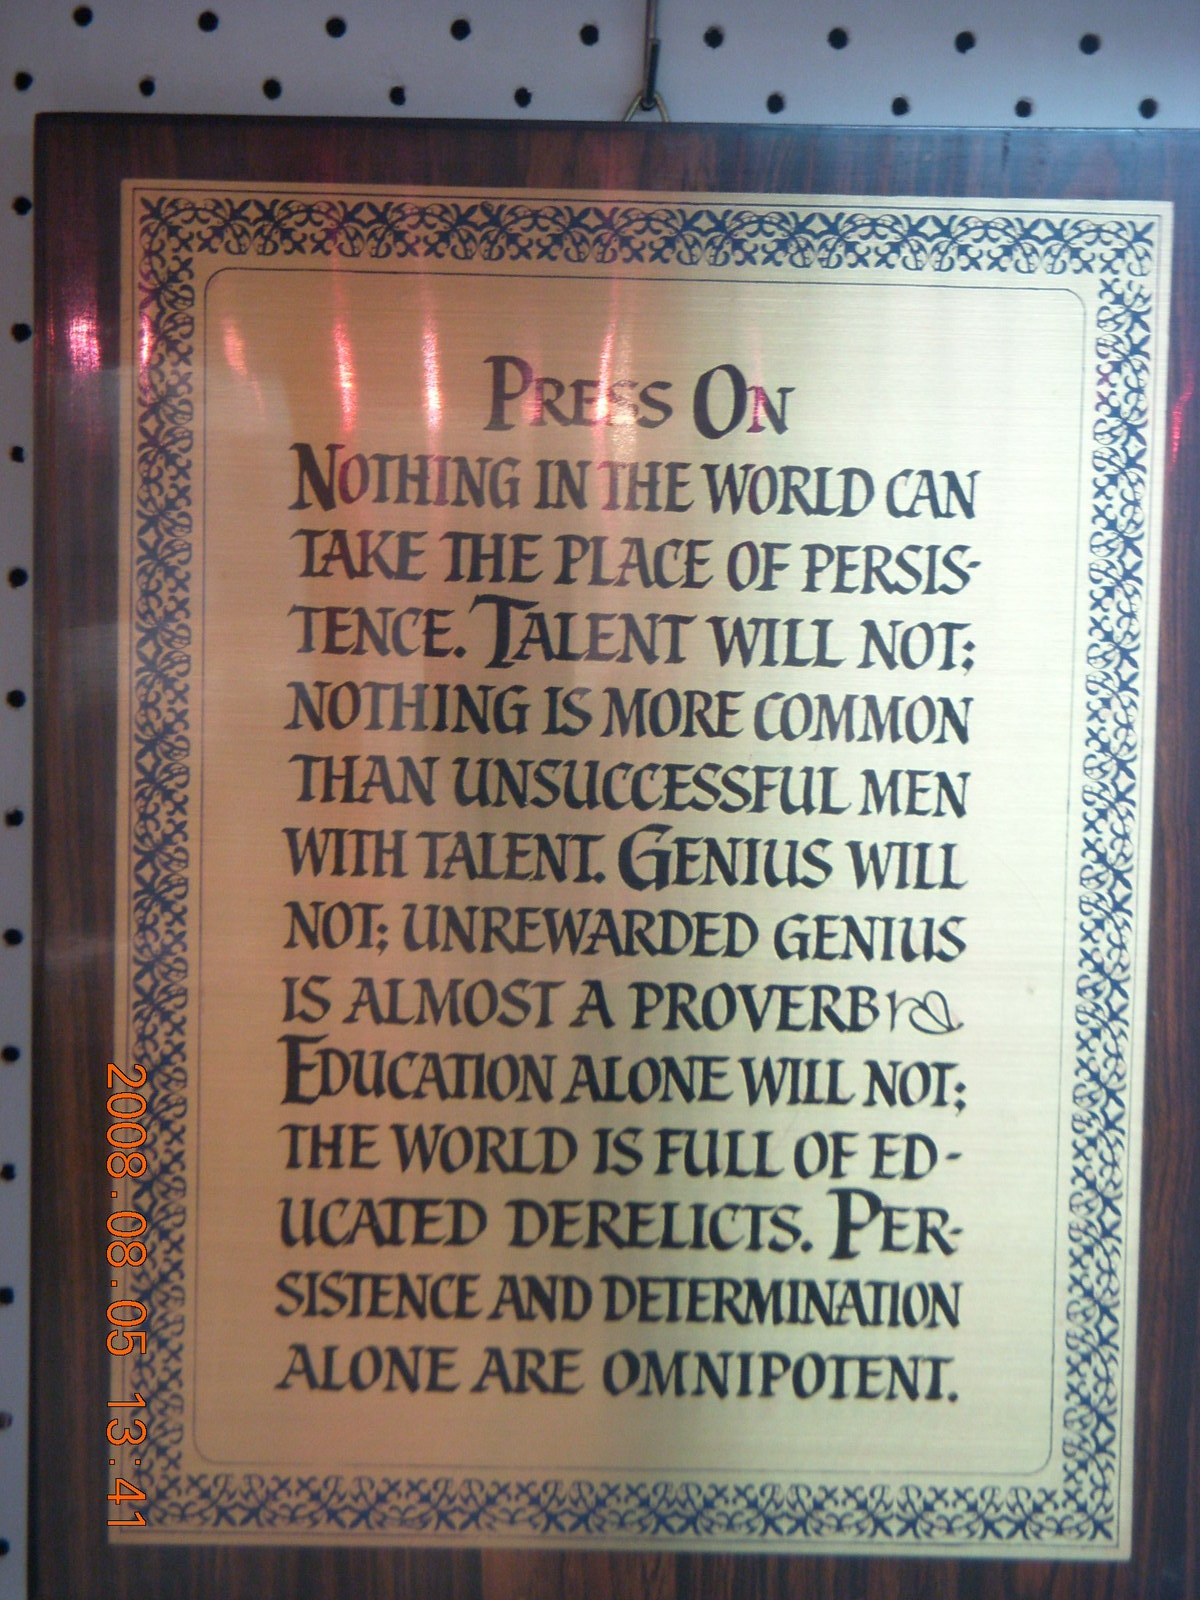 PRESS ON
NOTHING IN THE WORLD CAN
TAKE THE PLACE OF PERSIS-
TENCE. TALENT WILL NOT;
NOTHING IS MORE COMMON
THAN UNSUCCESSFUL MEN
WITH TALENT. GENIUS WILL
NOT; UNREWARDED GENIUS
IS ALMOST A PROVERB
EDUCATION ALONE WILL NOT;
THE WORLD IS FULL OF ED-
UCATED DERELICTS. PER-
SISTENCE AND DETERMINATION
ALONE ARE OMNIPOTENT.
2008.08.05 13:41